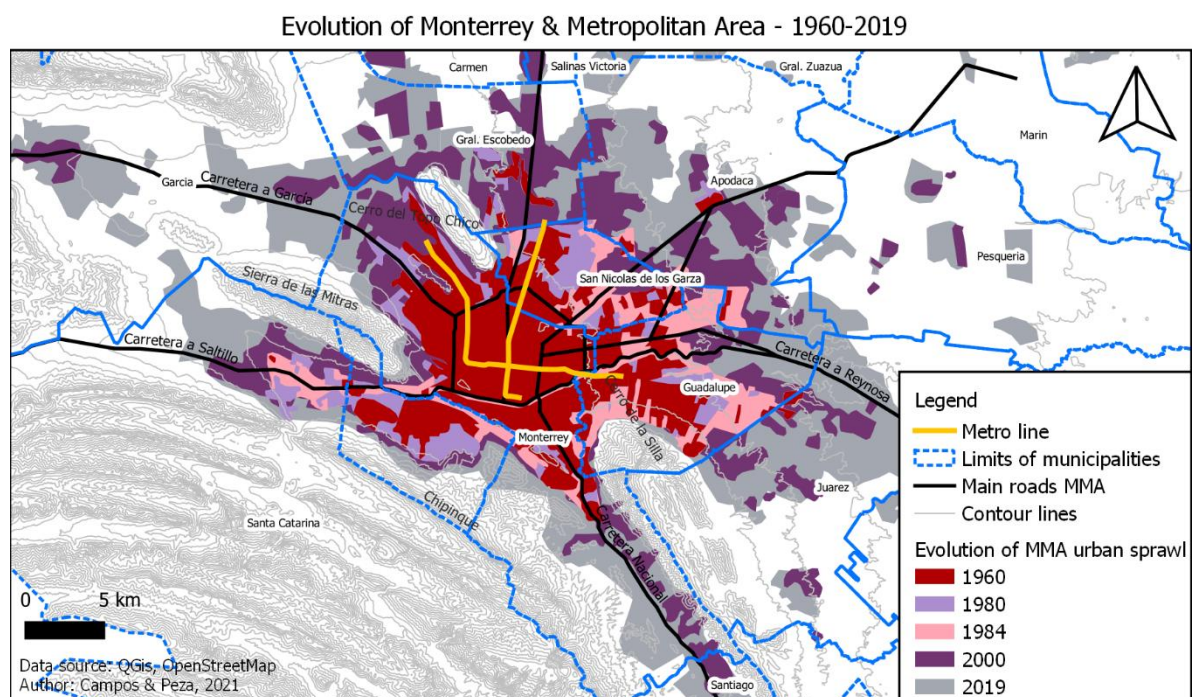 Evolution of Monterrey & Metropolitan Area - 1960-2019
Carmen
Salinas Victoria
Gral. Zuazua
Marin
Gral. Escobedo
Apodaca
Garcia
Carretera a García
Cerro del Topo Chico
Pesqueria
San Nicolas de los Garza
Sierra de las Mitras
Carretera a Saltillo
Carretera a Reynosa
Guadalupe
Cerro de la Silla
Monterrey
Juarez
Chipinque
Santa Catarina
Carretera Nacional
Santiago
Legend
Metro line
Limits of municipalities
Main roads MMA
Contour lines
Evolution of MMA urban sprawl
1960
1980
1984
2000
2019
0 5 km
Data source: QGis, OpenStreetMap
Author: Campos & Peza, 2021